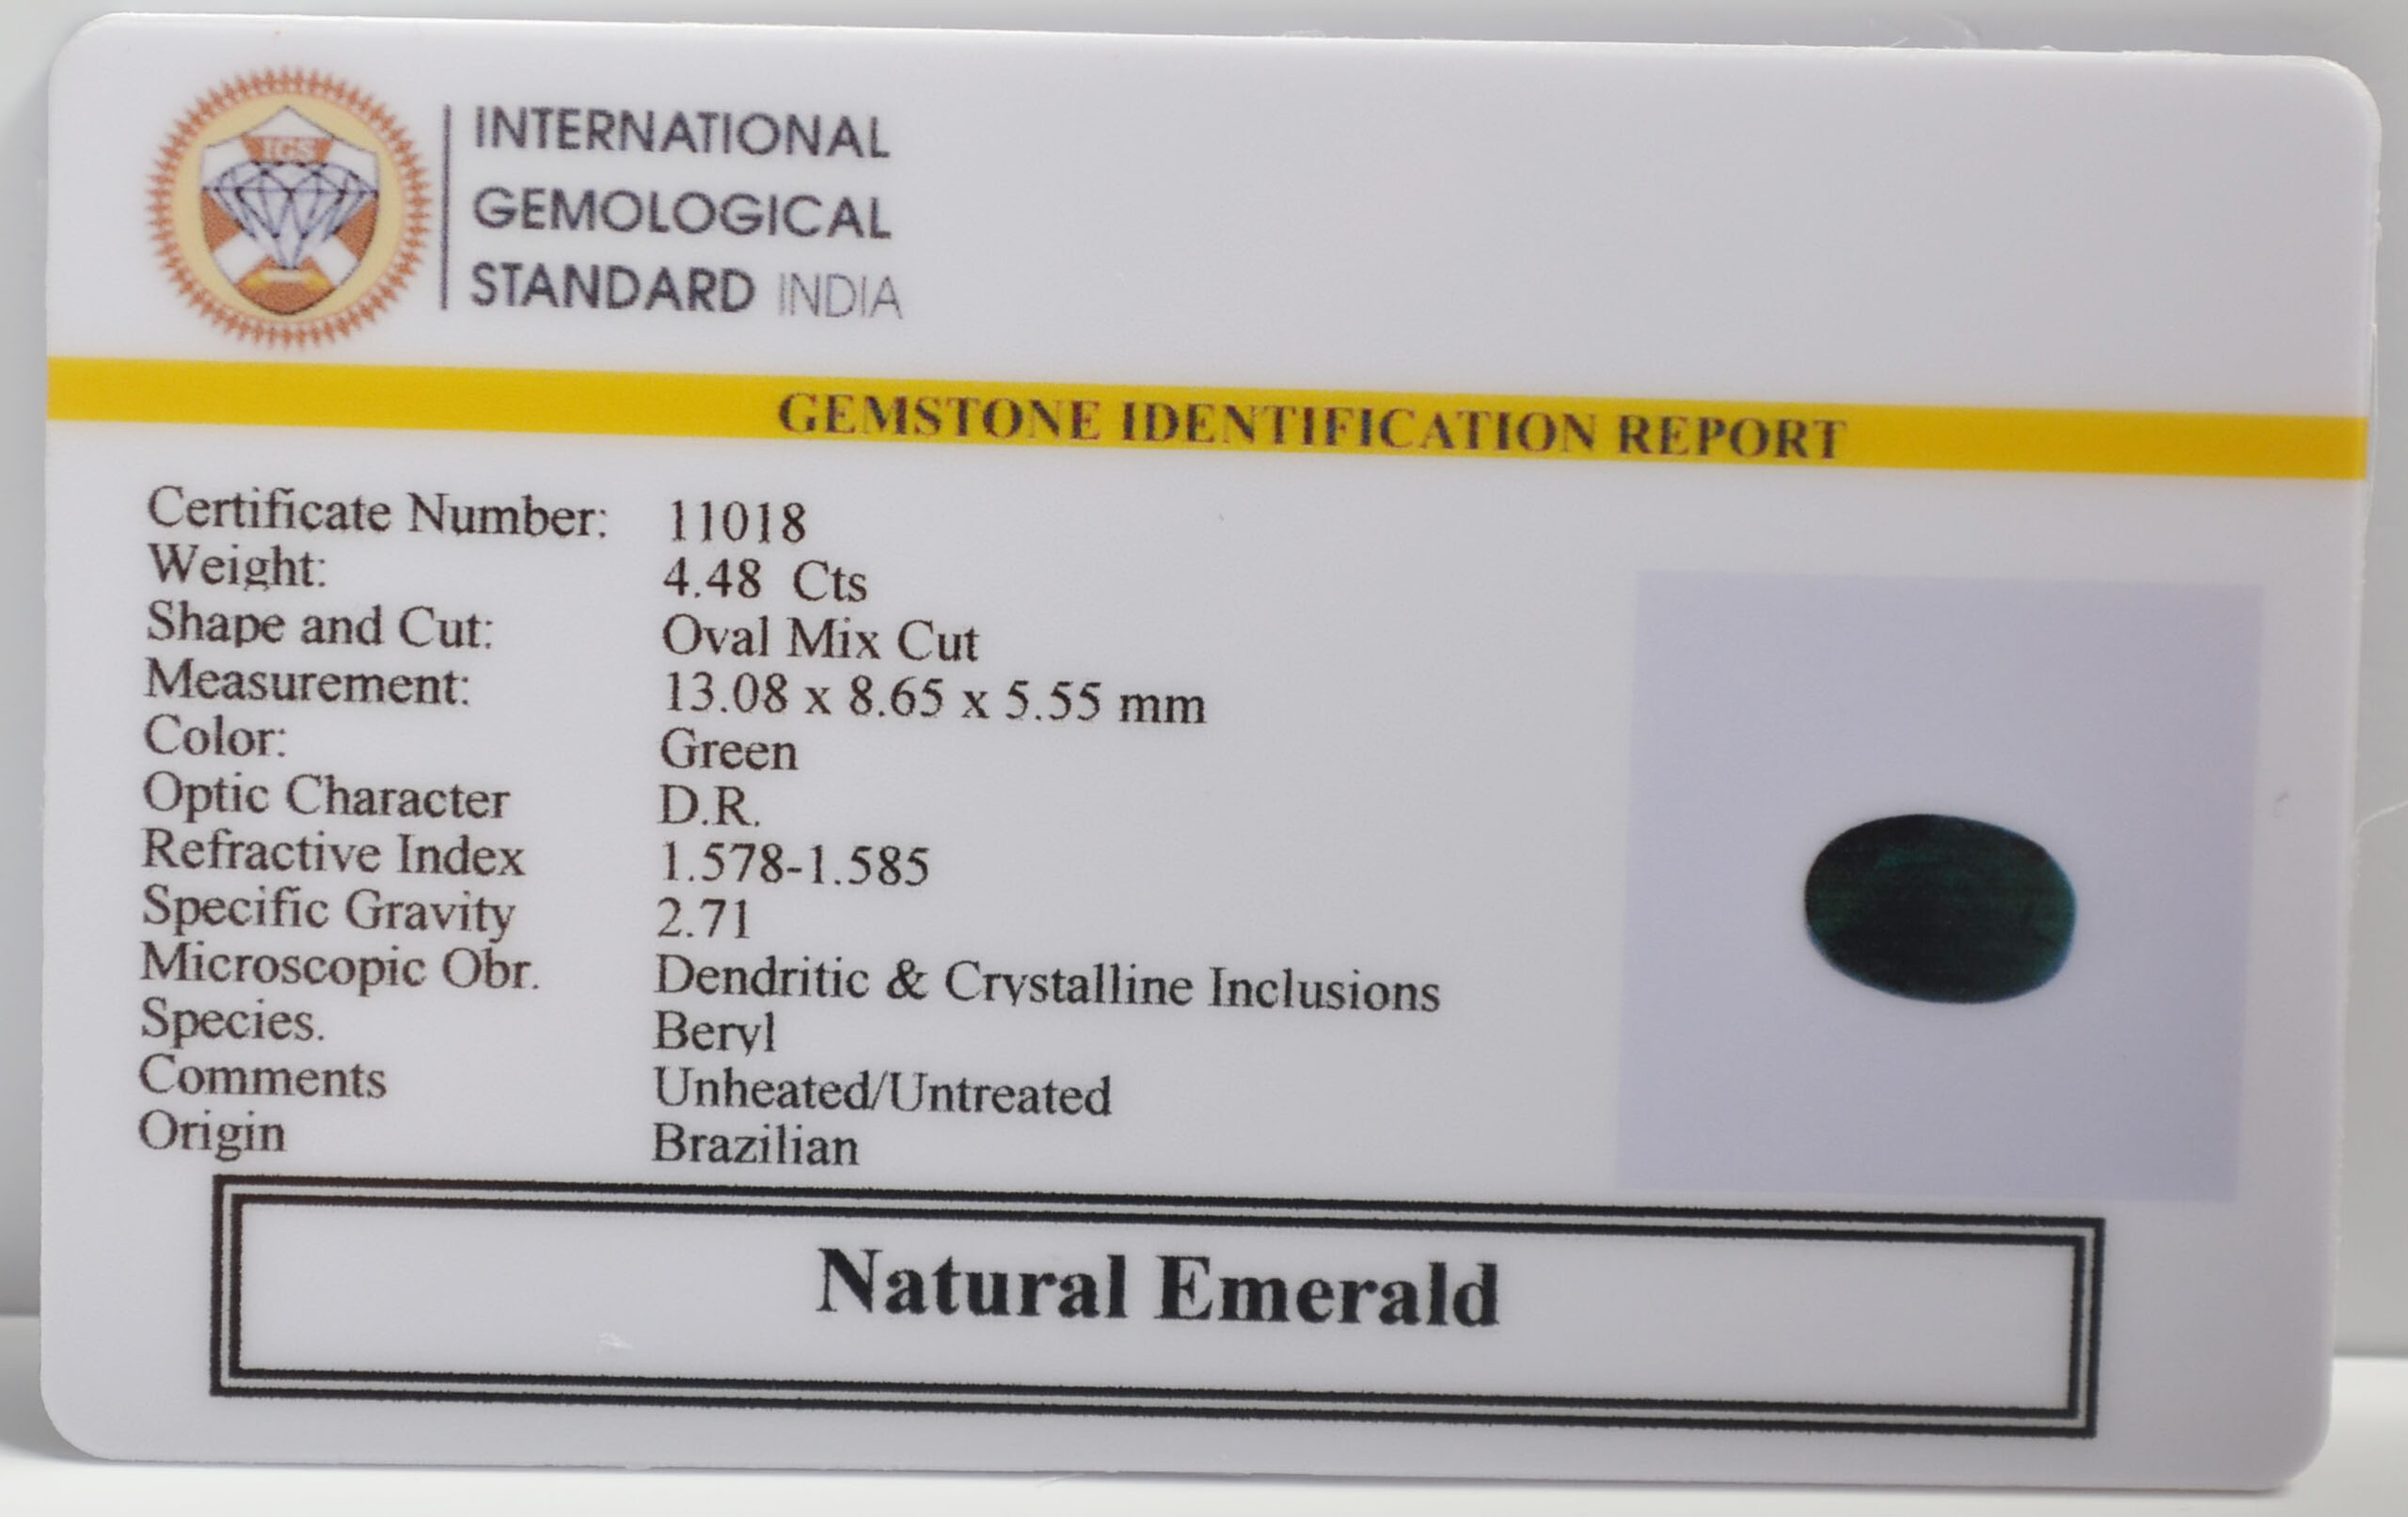 IGS
INTERNATIONAL
GEMOLOGICAL
STANDARD INDIA
GEMSTONE IDENTIFICATION REPORT
Certificate Number: 11018
Weight: 4.48 Cts
Shape and Cut: Oval Mix Cut
Measurement: 13.08 x 8.65 x 5.55 mm
Color: Green
Optic Character D.R.
Refractive Index 1.578-1.585
Specific Gravity 2.71
Microscopic Obr. Dendritic & Crystalline Inclusions
Species. Beryl
Comments Unheated/Untreated
Origin Brazilian
Natural Emerald